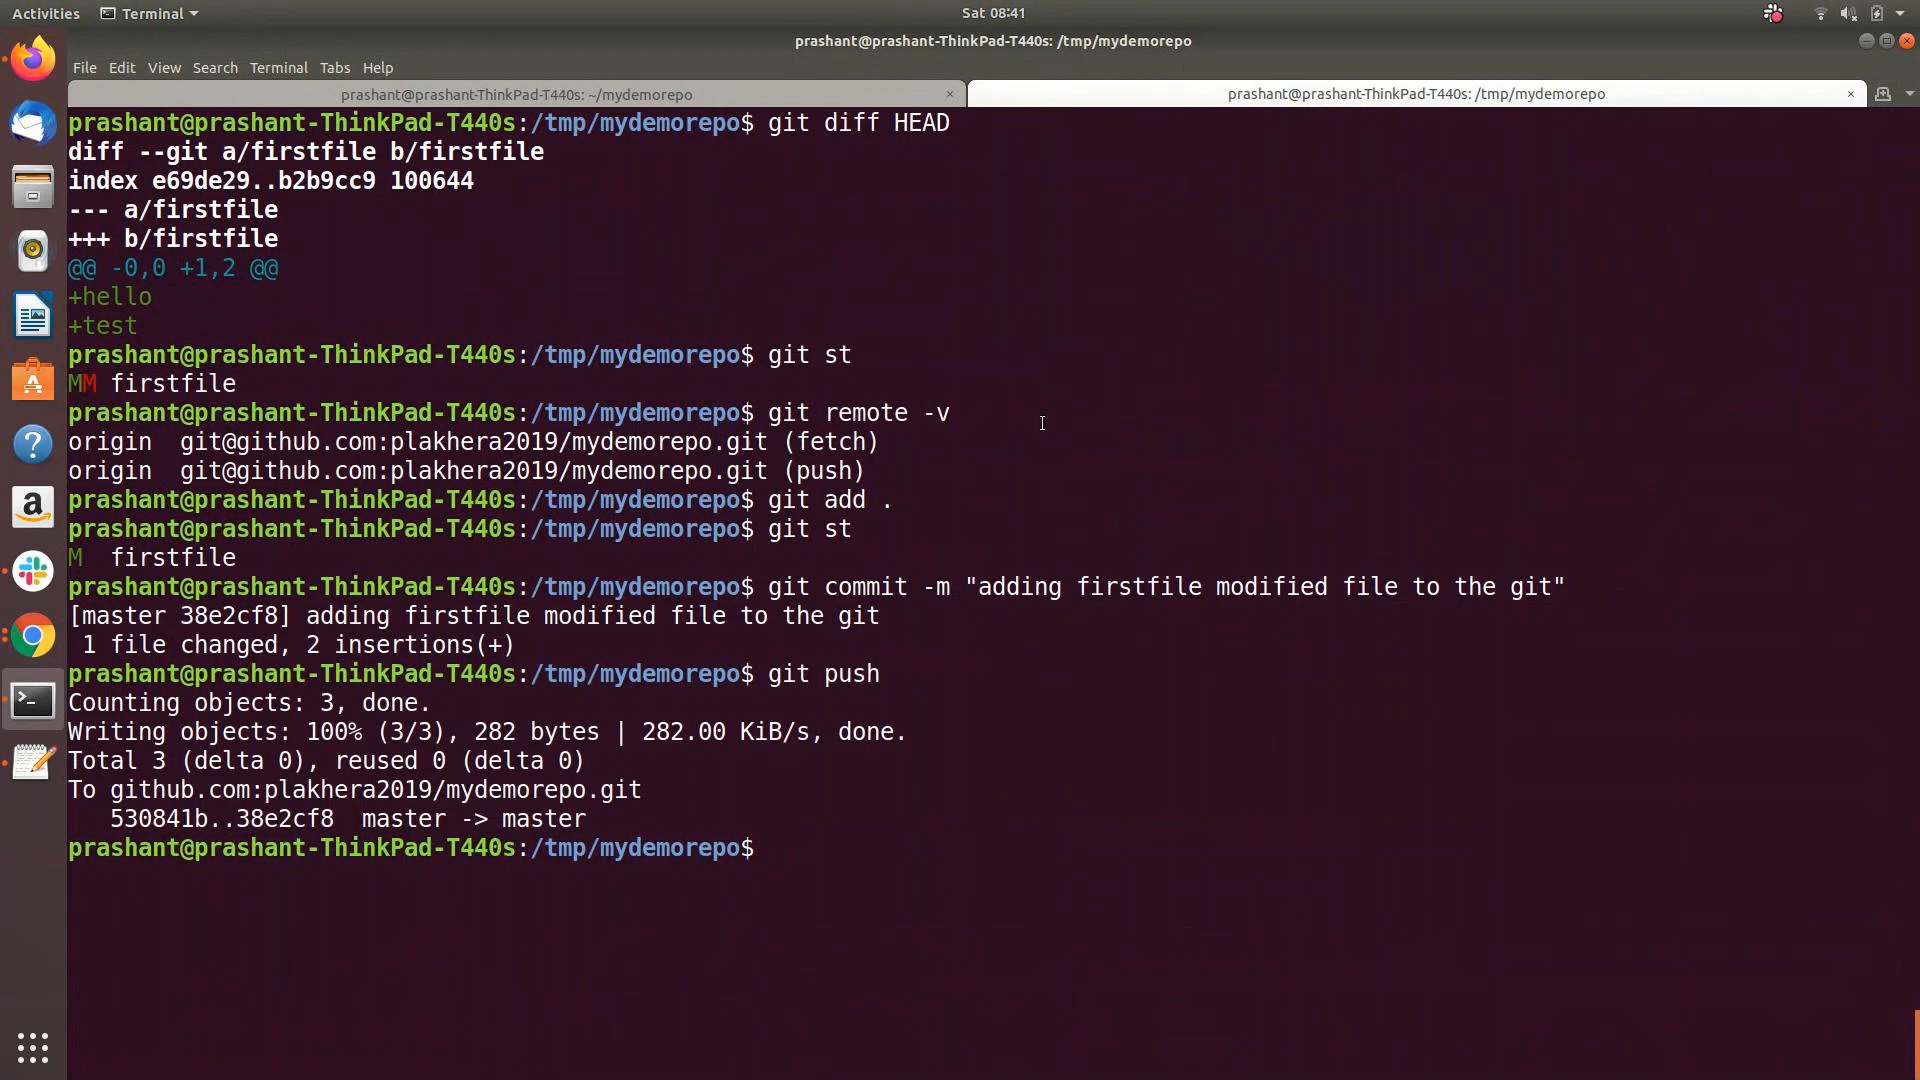 Activities Terminal Sat 08:41
prashant@prashant-ThinkPad-T440s: /tmp/mydemorepo
File Edit View Search Terminal Tabs Help
prashant@prashant-ThinkPad-T440s: ~/mydemorepo × prashant@prashant-ThinkPad-T440s: /tmp/mydemorepo ×
prashant@prashant-ThinkPad-T440s:/tmp/mydemorepo$ git diff HEAD
diff --git a/firstfile b/firstfile
index e69de29..b2b9cc9 100644
--- a/firstfile
+++ b/firstfile
@@ -0,0 +1,2 @@
+hello
+test
prashant@prashant-ThinkPad-T440s:/tmp/mydemorepo$ git st
MM firstfile
prashant@prashant-ThinkPad-T440s:/tmp/mydemorepo$ git remote -v
origin  git@github.com:plakhera2019/mydemorepo.git (fetch)
origin  git@github.com:plakhera2019/mydemorepo.git (push)
prashant@prashant-ThinkPad-T440s:/tmp/mydemorepo$ git add .
prashant@prashant-ThinkPad-T440s:/tmp/mydemorepo$ git st
M  firstfile
prashant@prashant-ThinkPad-T440s:/tmp/mydemorepo$ git commit -m "adding firstfile modified file to the git"
[master 38e2cf8] adding firstfile modified file to the git
 1 file changed, 2 insertions(+)
prashant@prashant-ThinkPad-T440s:/tmp/mydemorepo$ git push
Counting objects: 3, done.
Writing objects: 100% (3/3), 282 bytes | 282.00 KiB/s, done.
Total 3 (delta 0), reused 0 (delta 0)
To github.com:plakhera2019/mydemorepo.git
   530841b..38e2cf8  master -> master
prashant@prashant-ThinkPad-T440s:/tmp/mydemorepo$